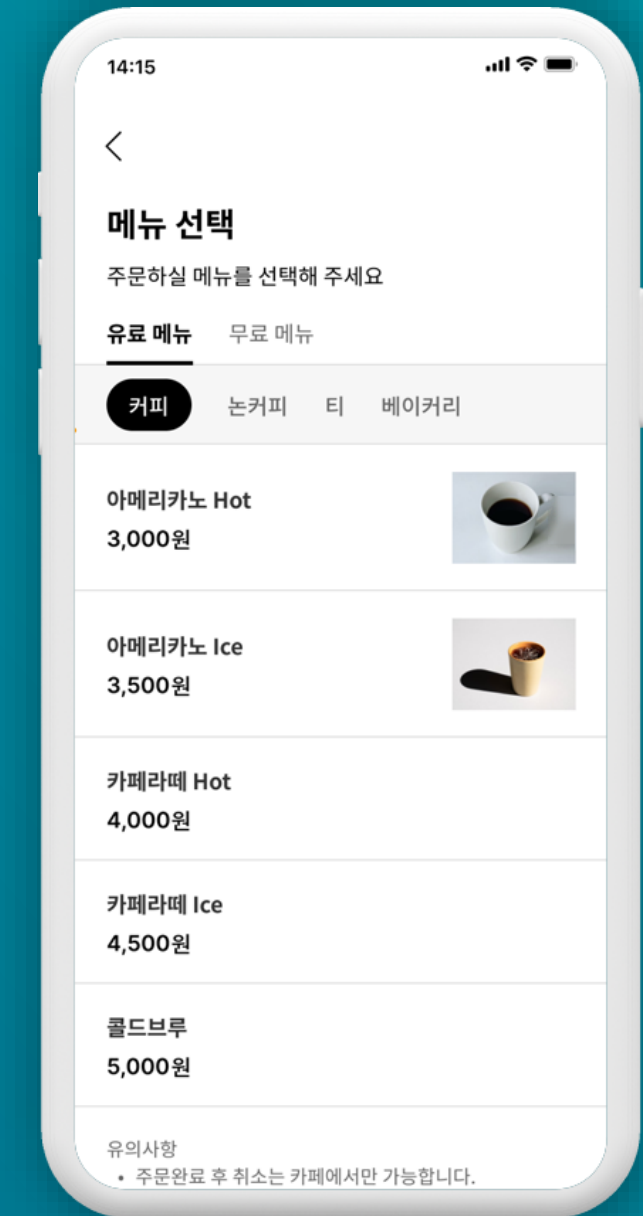 14:15
메뉴 선택
주문하실 메뉴를 선택해 주세요
유료 메뉴 무료 메뉴
커피 논커피 티 베이커리
아메리카노 Hot
3,000원
아메리카노 Ice
3,500원
카페라떼 Hot
4,000원
카페라떼 Ice
4,500원
콜드브루
5,000원
유의사항
• 주문완료 후 취소는 카페에서만 가능합니다.